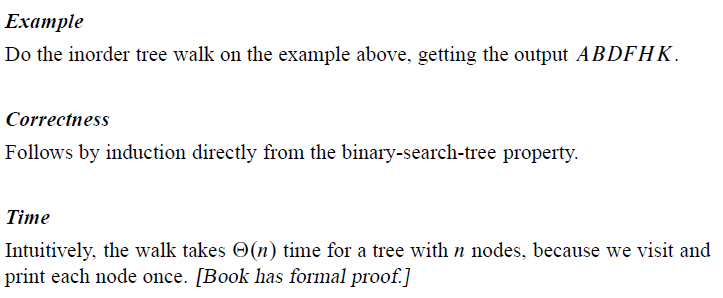 Example
Do the inorder tree walk on the example above, getting the output ABDFHK.
Correctness
Follows by induction directly from the binary-search-tree property.
Time
Intuitively, the walk takes Θ(n) time for a tree with n nodes, because we visit and
print each node once. [Book has formal proof.]